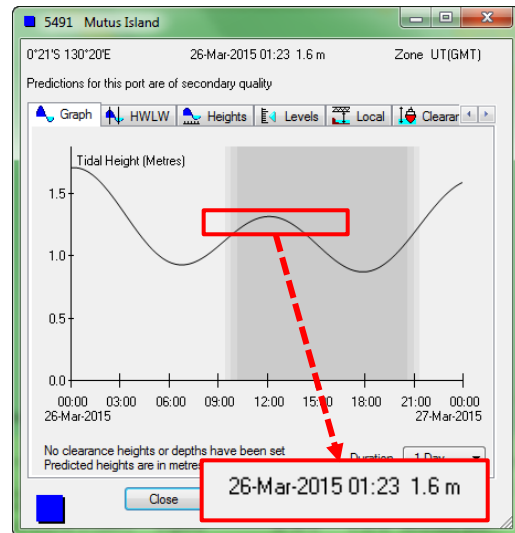 5491 Mutus Island
0°21'S 130°20'E 26-Mar-2015 01:23 1.6 m Zone UT(GMT)
Predictions for this port are of secondary quality
Graph HWLW Heights Levels Local Clearar
Tidal Height (Metres)
1.5
1.0
0.5
0.0
00:00 03:00 06:00 09:00 12:00 15:00 18:00 21:00 00:00
26-Mar-2015 27-Mar-2015
No clearance heights or depths have been set
Predicted heights are in metres
Duration 1 Day
Close
26-Mar-2015 01:23 1.6 m